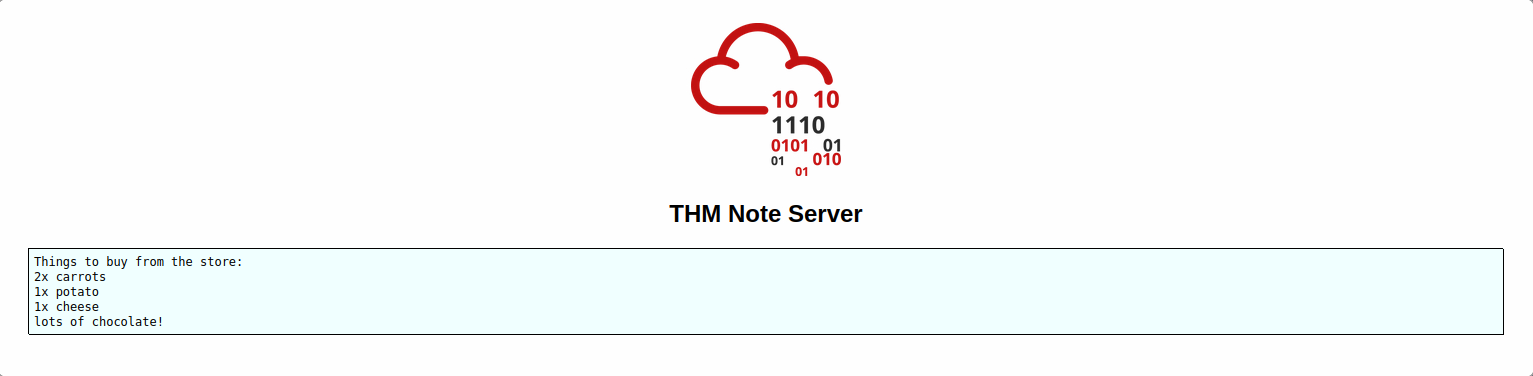 10 10
1110
0101 01
01 010
01
THM Note Server
Things to buy from the store:
2x carrots
1x potato
1x cheese
lots of chocolate!